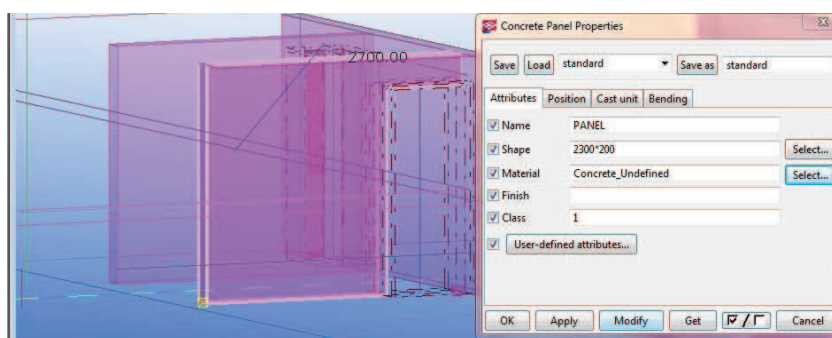 2700.00
Concrete Panel Properties
Save Load standard Save as standard
Attributes Position Cast unit Bending
Name PANEL
Shape 2300*200 Select...
Material Concrete_Undefined Select...
Finish
Class 1
User-defined attributes...
OK Apply Modify Get / Cancel